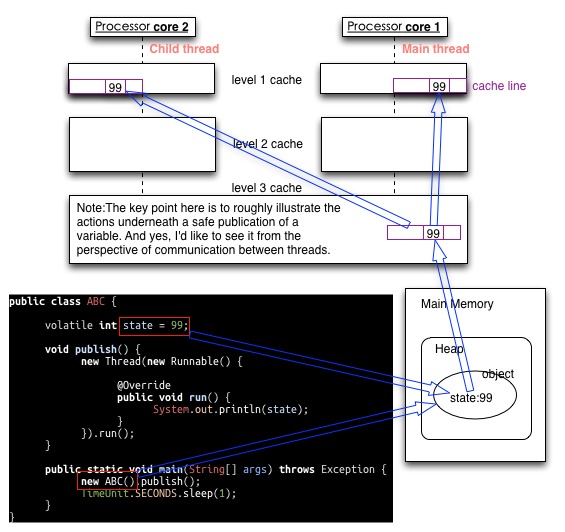 Processor core 2
Processor core 1
Child thread
Main thread
level 1 cache
99
99
cache line
level 2 cache
level 3 cache
Note:The key point here is to roughly illustrate the
actions underneath a safe publication of a
variable. And yes, I'd like to see it from the
perspective of communication between threads.
99
Main Memory
Heap
object
state:99
public class ABC {
volatile int state = 99;
void publish() {
new Thread(new Runnable() {
@Override
public void run() {
System.out.println(state);
}
}).run();
}
public static void main(String[] args) throws Exception {
new ABC().publish();
TimeUnit.SECONDS.sleep(1);
}
}